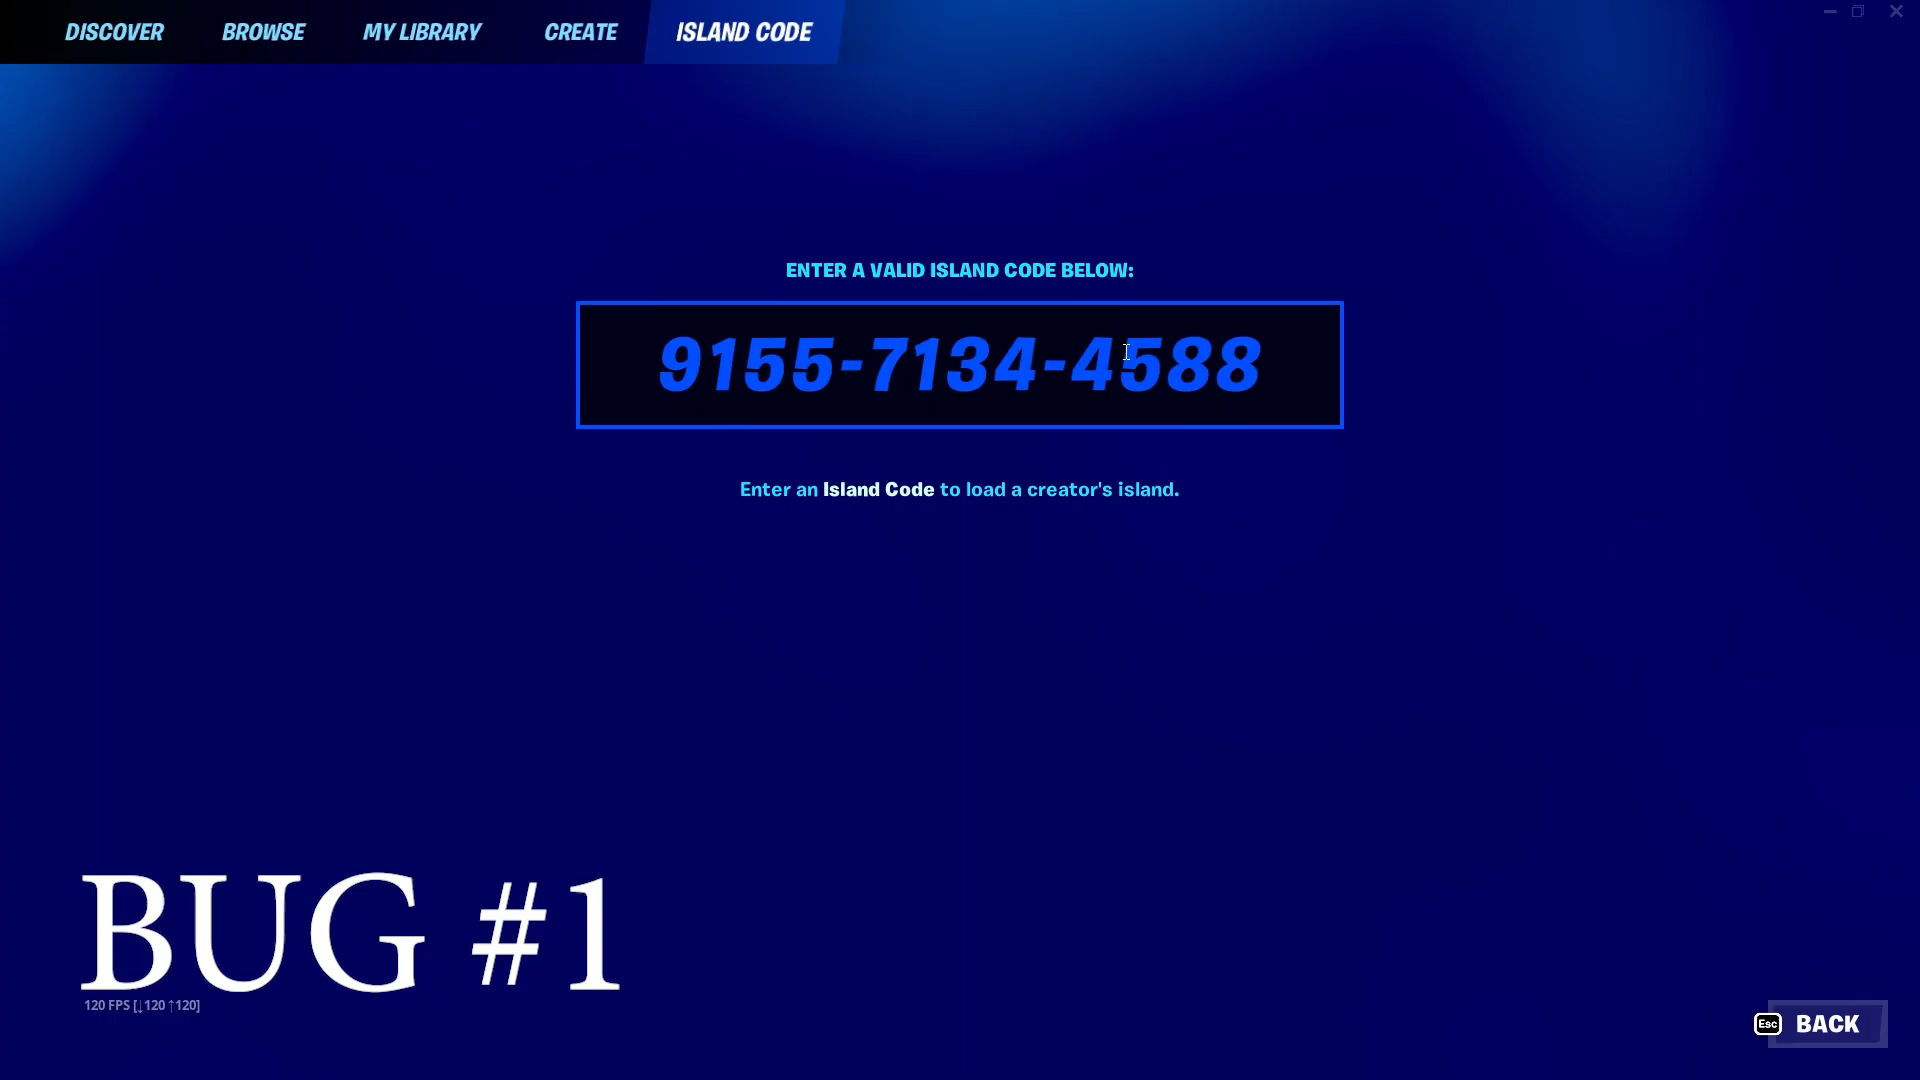 DISCOVER BROWSE MY LIBRARY CREATE ISLAND CODE
ENTER A VALID ISLAND CODE BELOW:
9155-7134-4588
Enter an Island Code to load a creator's island.
BUG #1
120 FPS [↓120 ↑120]
Esc BACK